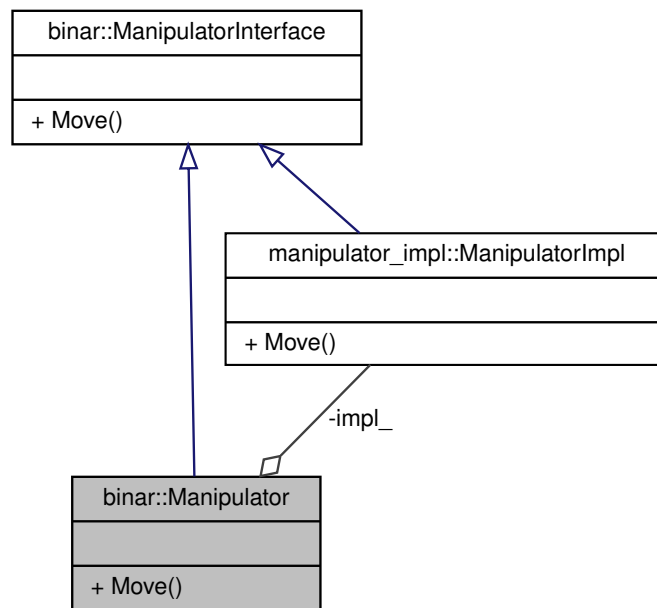 binar::ManipulatorInterface
+ Move()
manipulator_impl::ManipulatorImpl
+ Move()
-impl_
binar::Manipulator
+ Move()